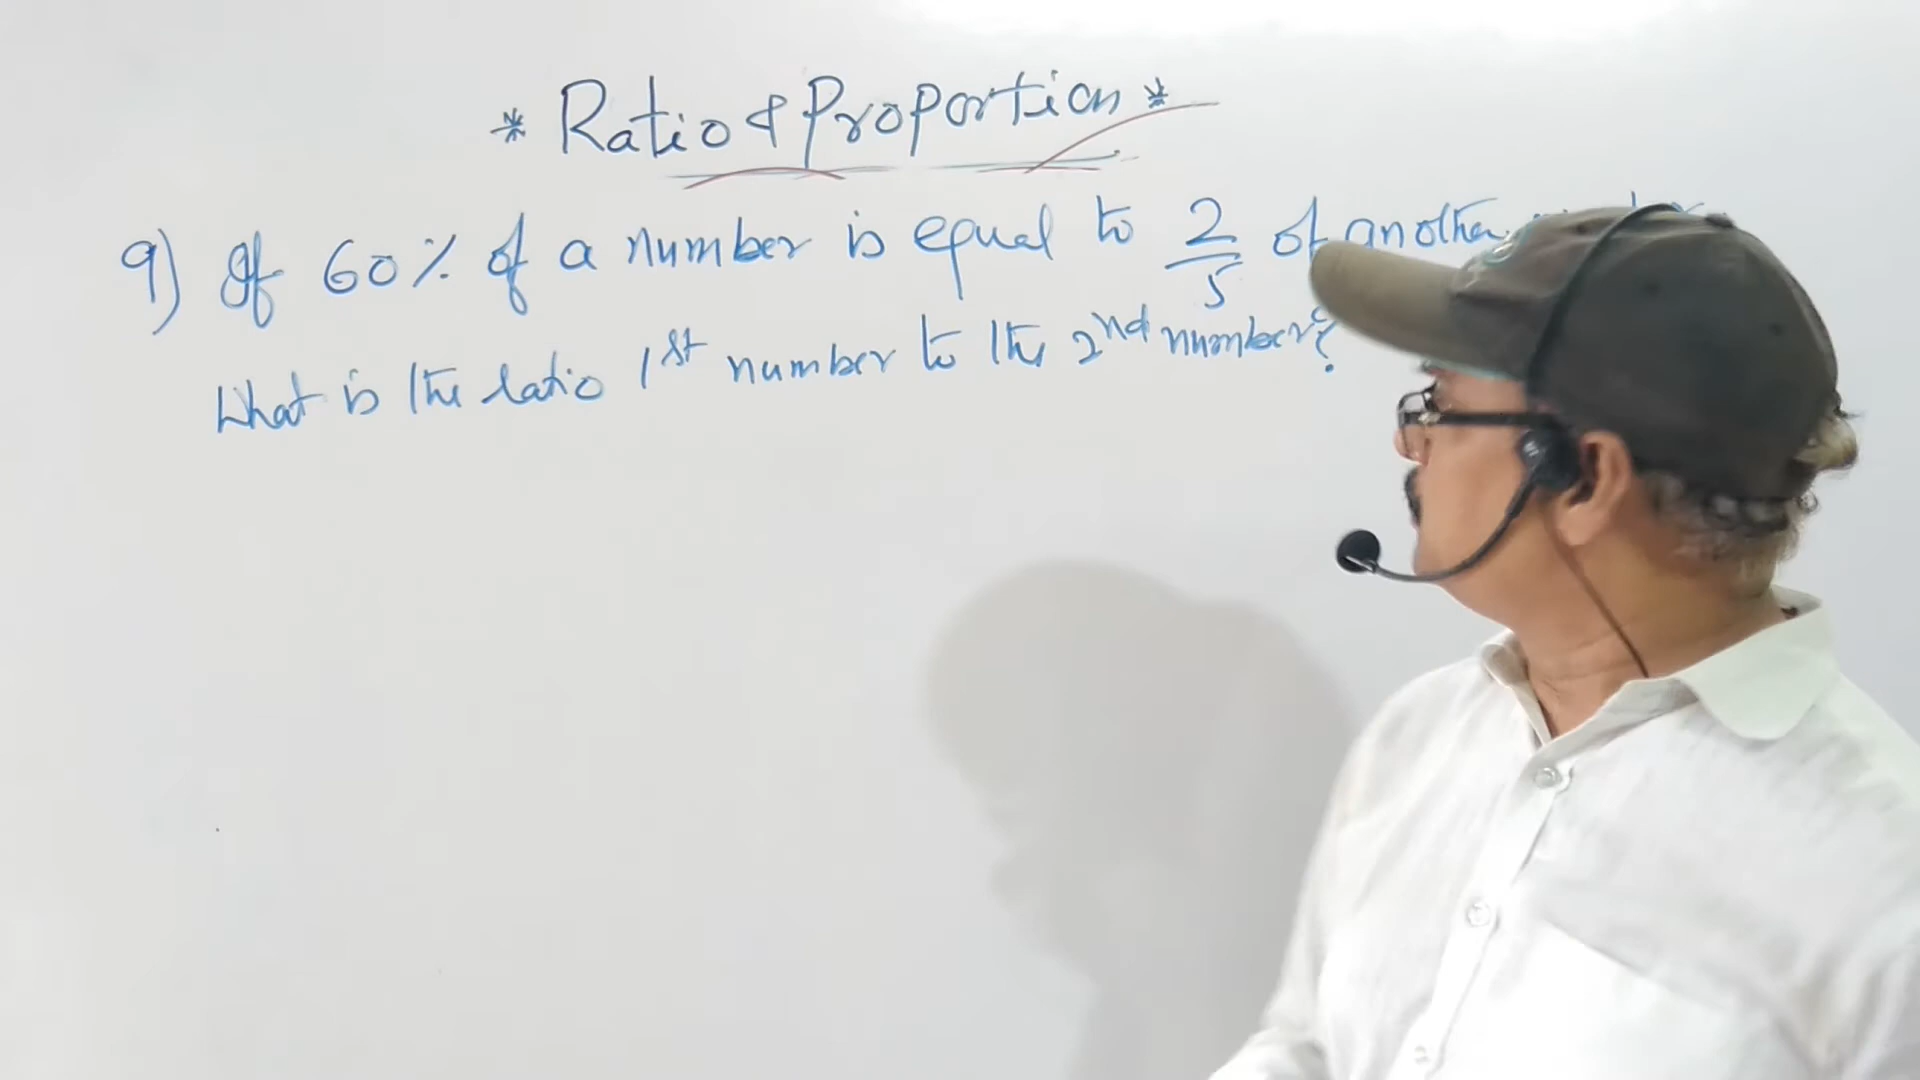 * Ratio & Proportion *
9) If 60% of a number is equal to 2/5 of another
What is the ratio 1st number to the 2nd number?